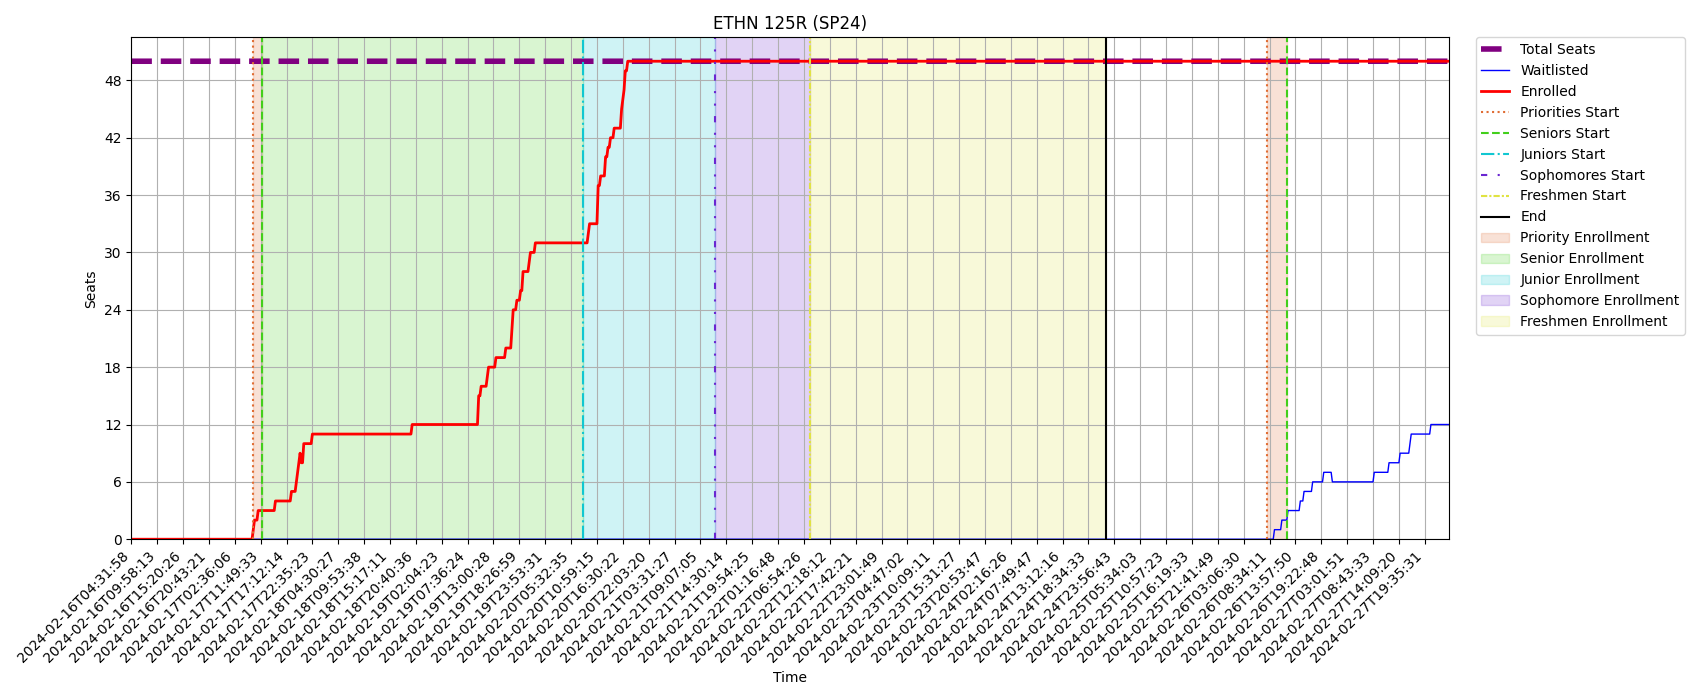 ETHN 125R (SP24)
Total Seats
Waitlisted
Enrolled
Priorities Start
Seniors Start
Juniors Start
Sophomores Start
Freshmen Start
End
Priority Enrollment
Senior Enrollment
Junior Enrollment
Sophomore Enrollment
Freshmen Enrollment
Seats
48
42
36
30
24
18
12
6
0
2024-02-16T04:31:58
2024-02-16T09:58:13
2024-02-16T15:20:26
2024-02-16T20:43:21
2024-02-17T02:36:06
2024-02-17T11:49:33
2024-02-17T17:12:14
2024-02-17T22:35:23
2024-02-18T04:30:27
2024-02-18T09:53:38
2024-02-18T15:17:11
2024-02-18T20:40:36
2024-02-19T02:04:23
2024-02-19T07:36:24
2024-02-19T13:00:28
2024-02-19T18:26:59
2024-02-19T23:53:31
2024-02-20T05:32:35
2024-02-20T10:59:15
2024-02-20T16:30:22
2024-02-20T22:03:20
2024-02-21T03:31:27
2024-02-21T09:07:05
2024-02-21T14:30:14
2024-02-21T19:54:25
2024-02-22T01:16:49
2024-02-22T06:54:26
2024-02-22T12:18:12
2024-02-22T17:42:21
2024-02-22T23:01:49
2024-02-23T04:47:02
2024-02-23T10:09:11
2024-02-23T15:31:27
2024-02-23T20:53:47
2024-02-24T02:16:26
2024-02-24T07:49:47
2024-02-24T13:12:16
2024-02-24T18:34:33
2024-02-24T23:56:43
2024-02-25T05:34:03
2024-02-25T10:57:23
2024-02-25T16:19:33
2024-02-25T21:41:49
2024-02-26T03:06:30
2024-02-26T08:34:11
2024-02-26T13:57:50
2024-02-26T19:22:48
2024-02-27T03:01:51
2024-02-27T08:43:33
2024-02-27T14:09:20
2024-02-27T19:35:31
Time